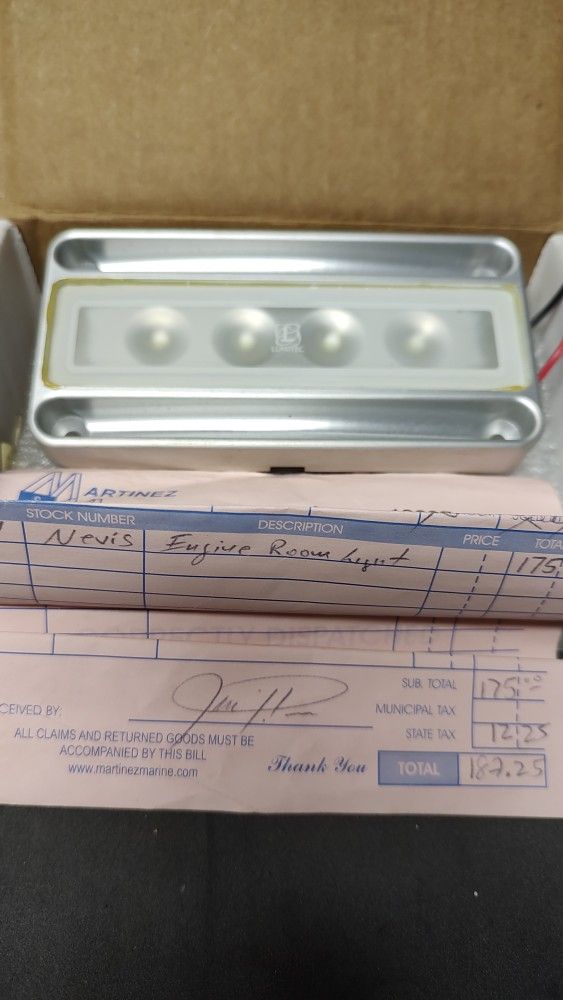 LUMITEC
MARTINEZ
STOCK NUMBER DESCRIPTION PRICE TOTA
Nevis Engine Room Light 175
SUB. TOTAL 175.00
CEIVED BY: MUNICIPAL TAX
STATE TAX 12.25
ALL CLAIMS AND RETURNED GOODS MUST BE
ACCOMPANIED BY THIS BILL
www.martinezmarine.com
Thank You TOTAL 187.25